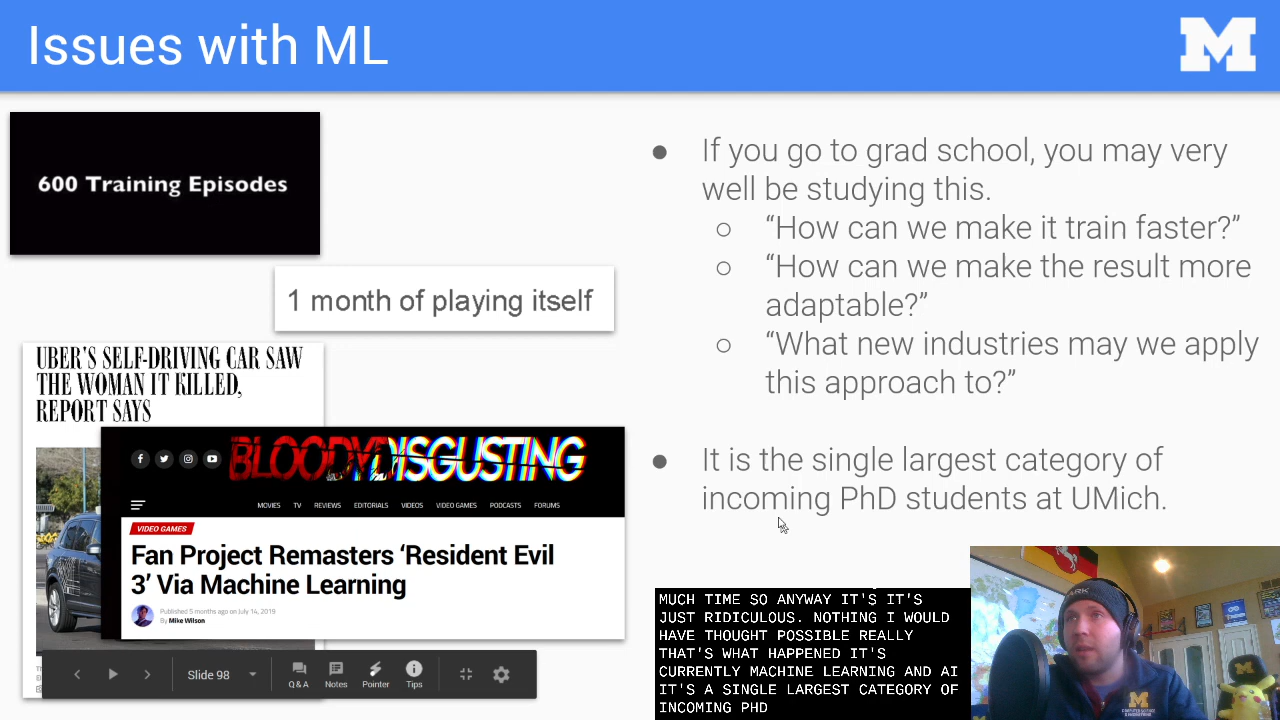 Issues with ML
M
600 Training Episodes
1 month of playing itself
UBER'S SELF-DRIVING CAR SAW
THE WOMAN IT KILLED,
REPORT SAYS
BLOODY DISGUSTING
MOVIES TV REVIEWS EDITORIALS VIDEOS VIDEO GAMES PODCASTS FORUMS
VIDEO GAMES
Fan Project Remasters ‘Resident Evil
3’ Via Machine Learning
Published 5 months ago on July 14, 2019
By Mike Wilson
Slide 98
Q & A Notes Pointer Tips
● If you go to grad school, you may very
well be studying this.
○ “How can we make it train faster?”
○ “How can we make the result more
adaptable?”
○ “What new industries may we apply
this approach to?”
● It is the single largest category of
incoming PhD students at UMich.
MUCH TIME SO ANYWAY IT'S IT'S
JUST RIDICULOUS. NOTHING I WOULD
HAVE THOUGHT POSSIBLE REALLY
THAT'S WHAT HAPPENED IT'S
CURRENTLY MACHINE LEARNING AND AI
IT'S A SINGLE LARGEST CATEGORY OF
INCOMING PHD
M
M